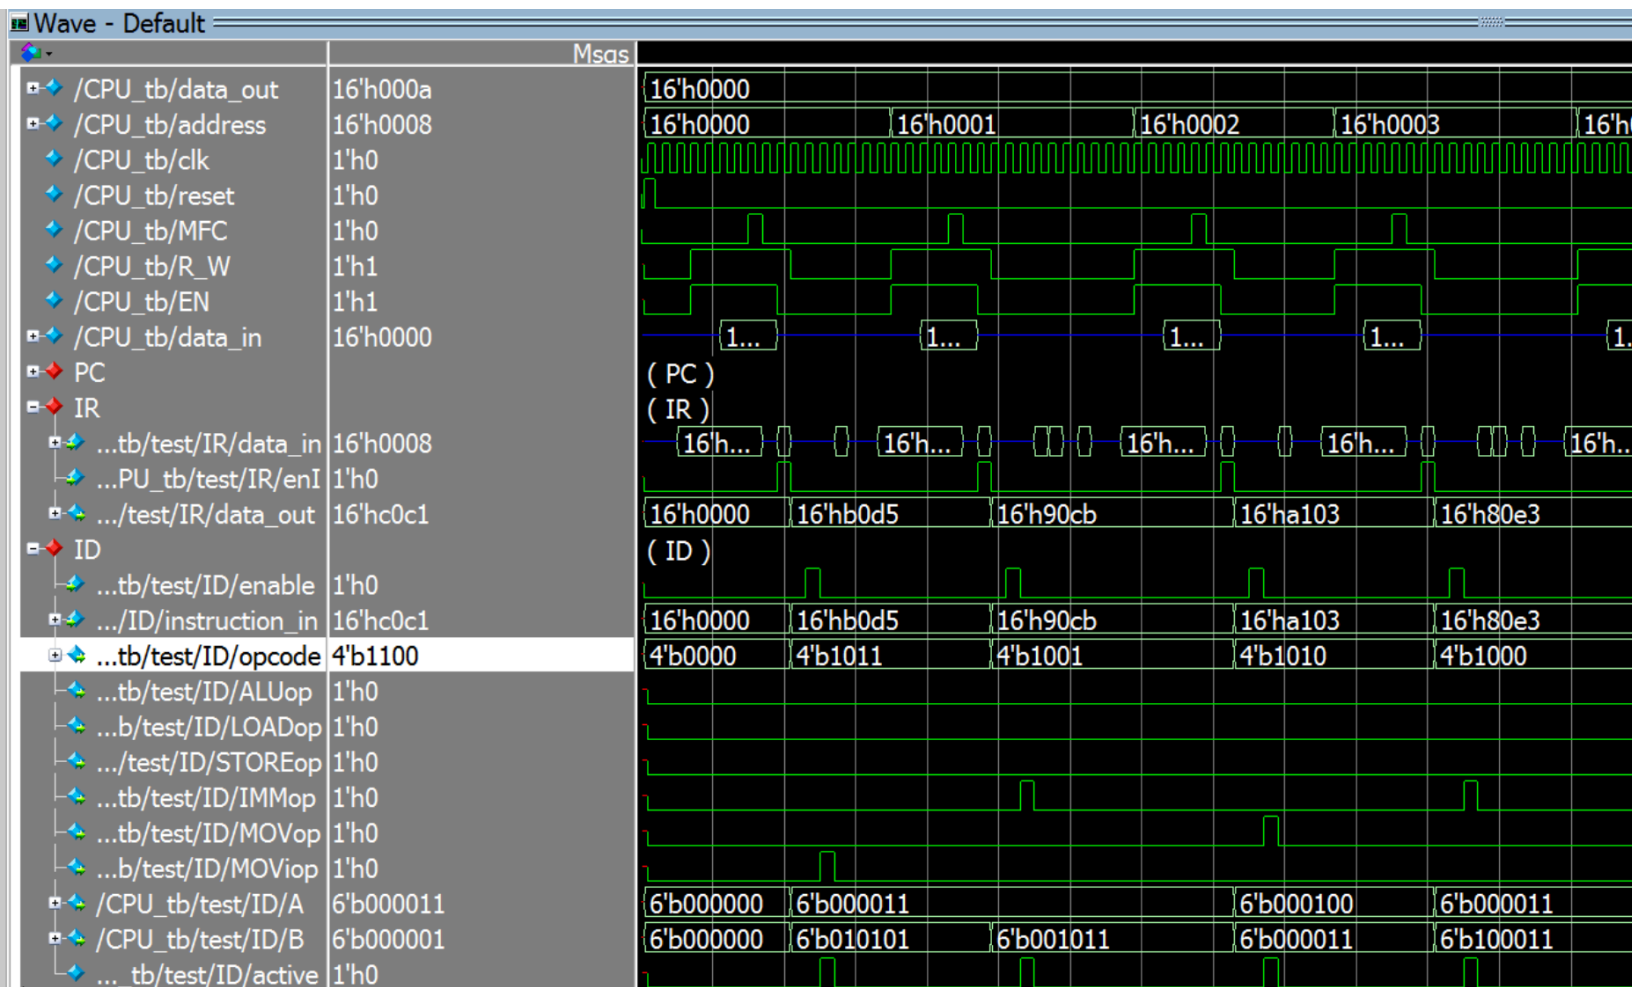 Wave - Default
Msgs
/CPU_tb/data_out 16'h000a 16'h0000
/CPU_tb/address 16'h0008 16'h0000 16'h0001 16'h0002 16'h0003 16'h
/CPU_tb/clk 1'h0
/CPU_tb/reset 1'h0
/CPU_tb/MFC 1'h0
/CPU_tb/R_W 1'h1
/CPU_tb/EN 1'h1
/CPU_tb/data_in 16'h0000 1... 1... 1... 1... 1.
PC ( PC )
IR ( IR )
...tb/test/IR/data_in 16'h0008 16'h... 16'h... 16'h... 16'h... 16'h..
...PU_tb/test/IR/enI 1'h0
.../test/IR/data_out 16'hc0c1 16'h0000 16'hb0d5 16'h90cb 16'ha103 16'h80e3
ID ( ID )
...tb/test/ID/enable 1'h0
.../ID/instruction_in 16'hc0c1 16'h0000 16'hb0d5 16'h90cb 16'ha103 16'h80e3
...tb/test/ID/opcode 4'b1100 4'b0000 4'b1011 4'b1001 4'b1010 4'b1000
...tb/test/ID/ALUop 1'h0
...b/test/ID/LOADop 1'h0
.../test/ID/STOREop 1'h0
...tb/test/ID/IMMop 1'h0
...tb/test/ID/MOVop 1'h0
...b/test/ID/MOViop 1'h0
/CPU_tb/test/ID/A 6'b000011 6'b000000 6'b000011 6'b000100 6'b000011
/CPU_tb/test/ID/B 6'b000001 6'b000000 6'b010101 6'b001011 6'b000011 6'b100011
..._tb/test/ID/active 1'h0